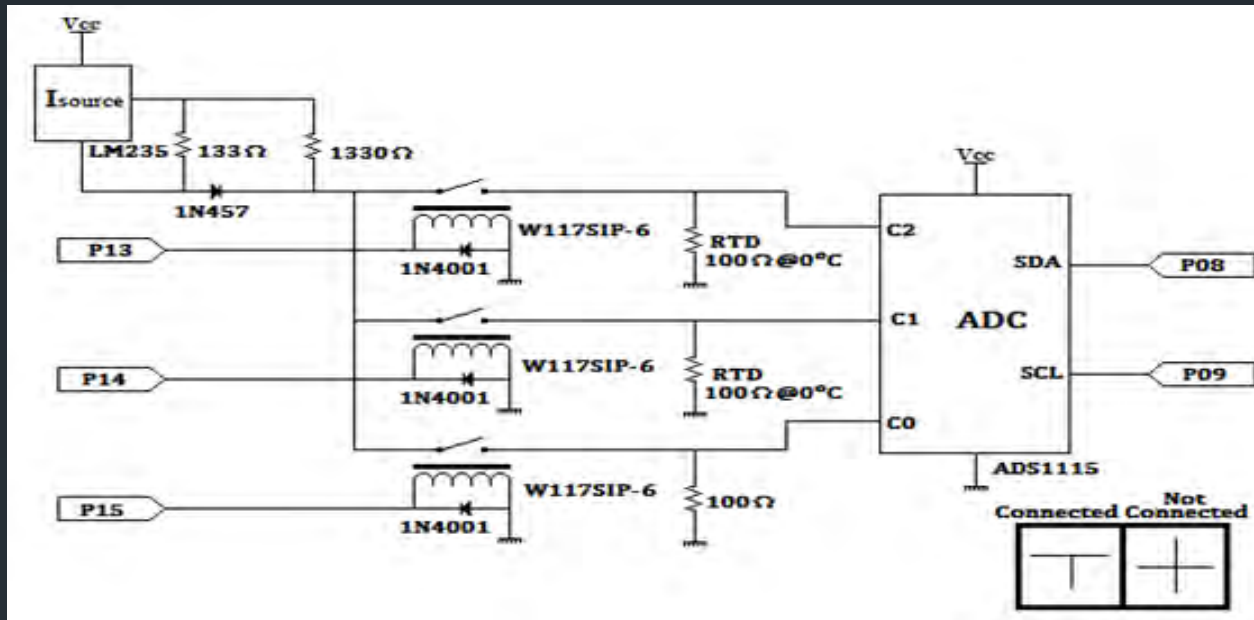 Vcc
Isource
LM235
133Ω
1330Ω
1N457
P13
W117SIP-6
1N4001
RTD
100Ω@0°C
P14
W117SIP-6
1N4001
RTD
100Ω@0°C
P15
W117SIP-6
1N4001
100Ω
Vcc
C2
C1
C0
ADC
SDA
SCL
P08
P09
ADS1115
Connected
Not Connected